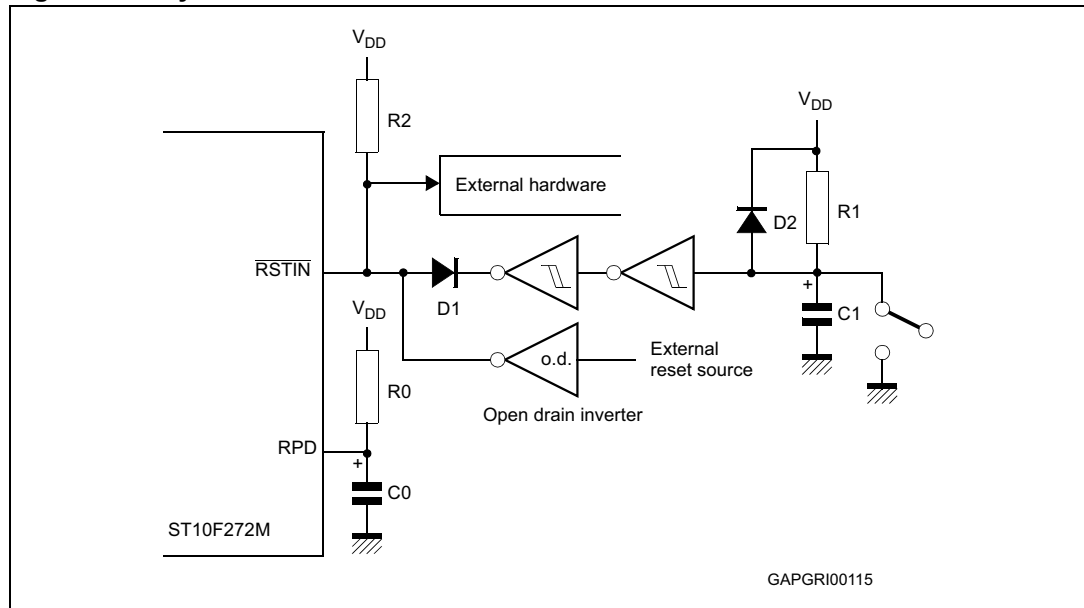 V_DD
R2
V_DD
External hardware
R1
D2
RSTIN
+
D1
C1
V_DD
o.d.
External
reset source
R0
Open drain inverter
RPD
+
C0
ST10F272M
GAPGRI00115